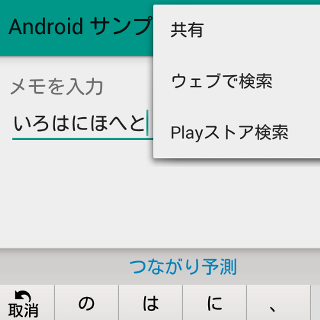 Android サンプ
共有
ウェブで検索
Playストア検索
メモを入力
いろはにほへと
つながり予測
取消
の
は
に
、